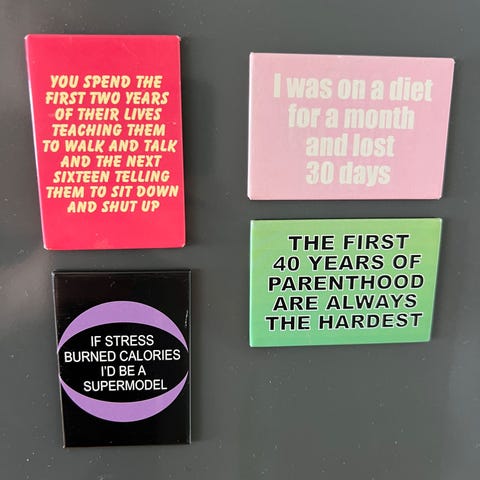 YOU SPEND THE
FIRST TWO YEARS
OF THEIR LIVES
TEACHING THEM
TO WALK AND TALK
AND THE NEXT
SIXTEEN TELLING
THEM TO SIT DOWN
AND SHUT UP
I was on a diet
for a month
and lost
30 days
THE FIRST
40 YEARS OF
PARENTHOOD
ARE ALWAYS
THE HARDEST
IF STRESS
BURNED CALORIES
I'D BE A
SUPERMODEL